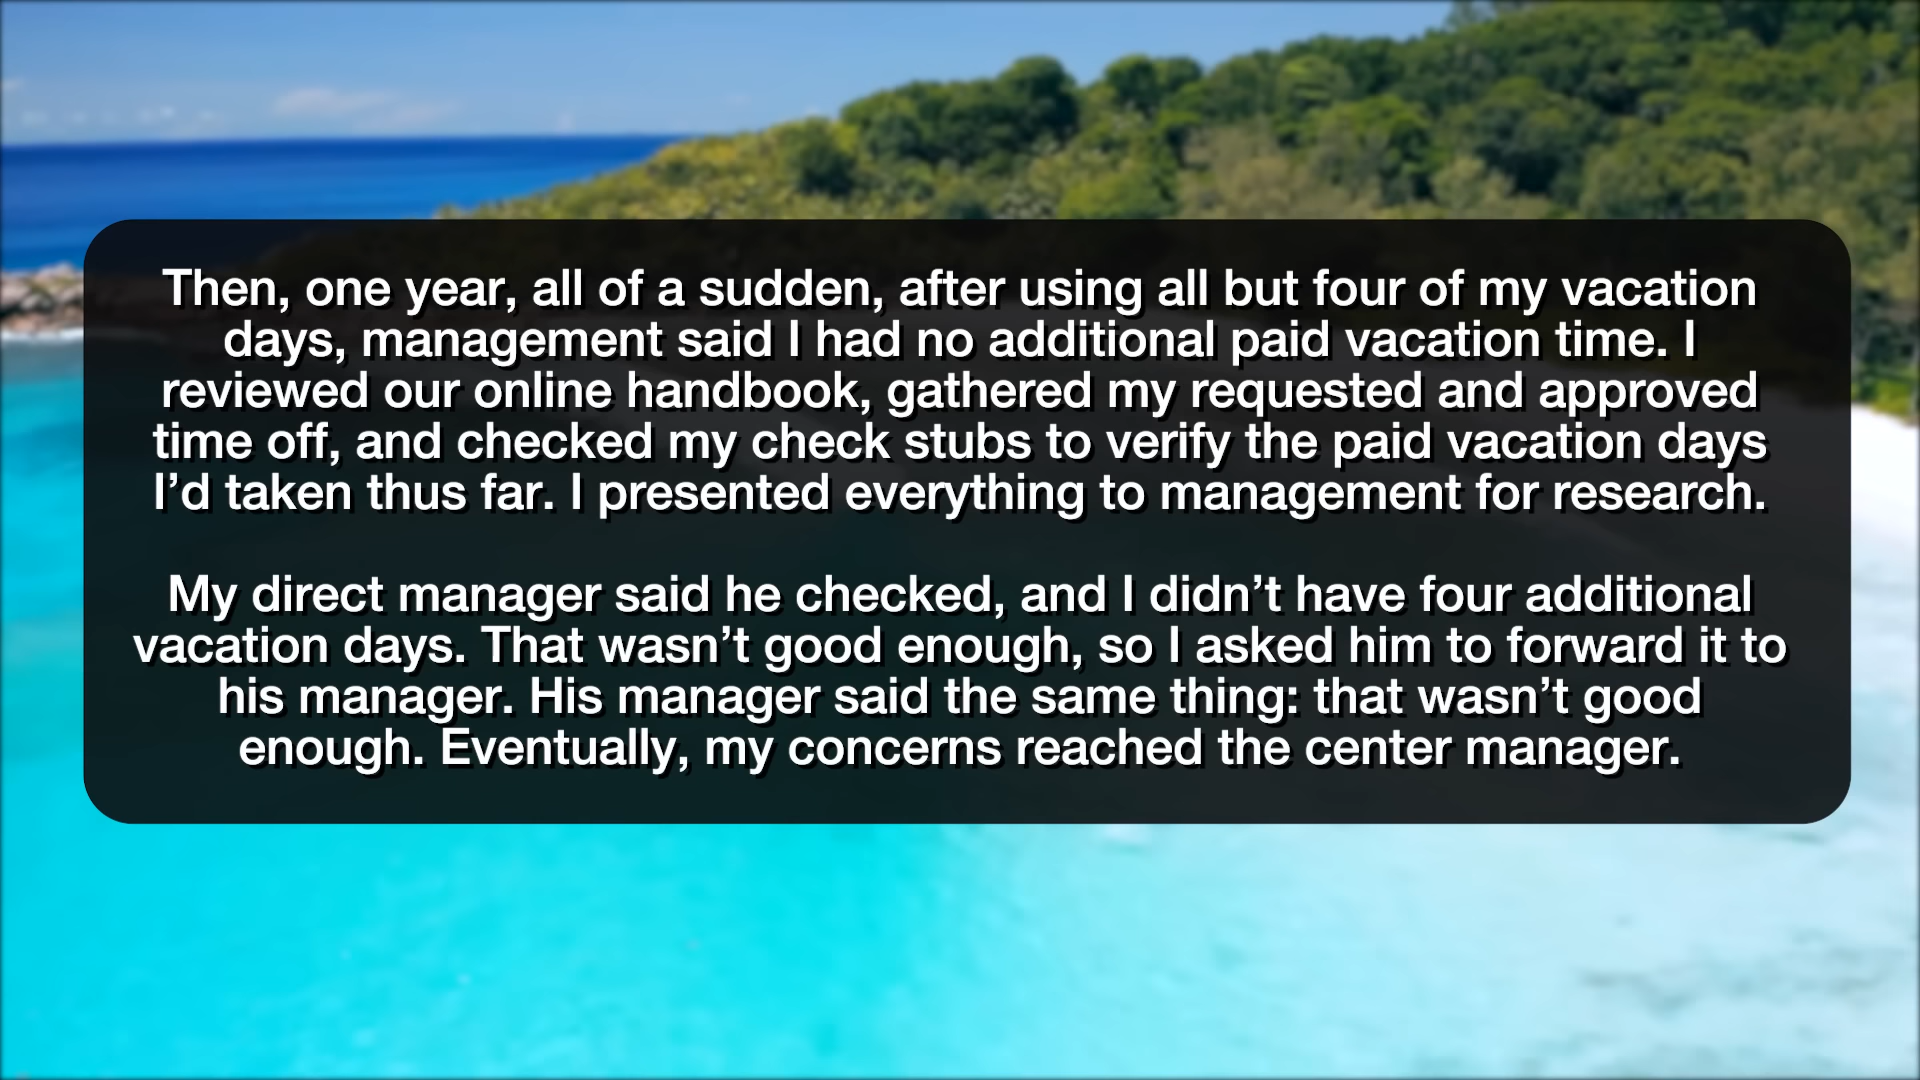 Then, one year, all of a sudden, after using all but four of my vacation
days, management said I had no additional paid vacation time. I
reviewed our online handbook, gathered my requested and approved
time off, and checked my check stubs to verify the paid vacation days
I’d taken thus far. I presented everything to management for research.
My direct manager said he checked, and I didn’t have four additional
vacation days. That wasn’t good enough, so I asked him to forward it to
his manager. His manager said the same thing: that wasn’t good
enough. Eventually, my concerns reached the center manager.